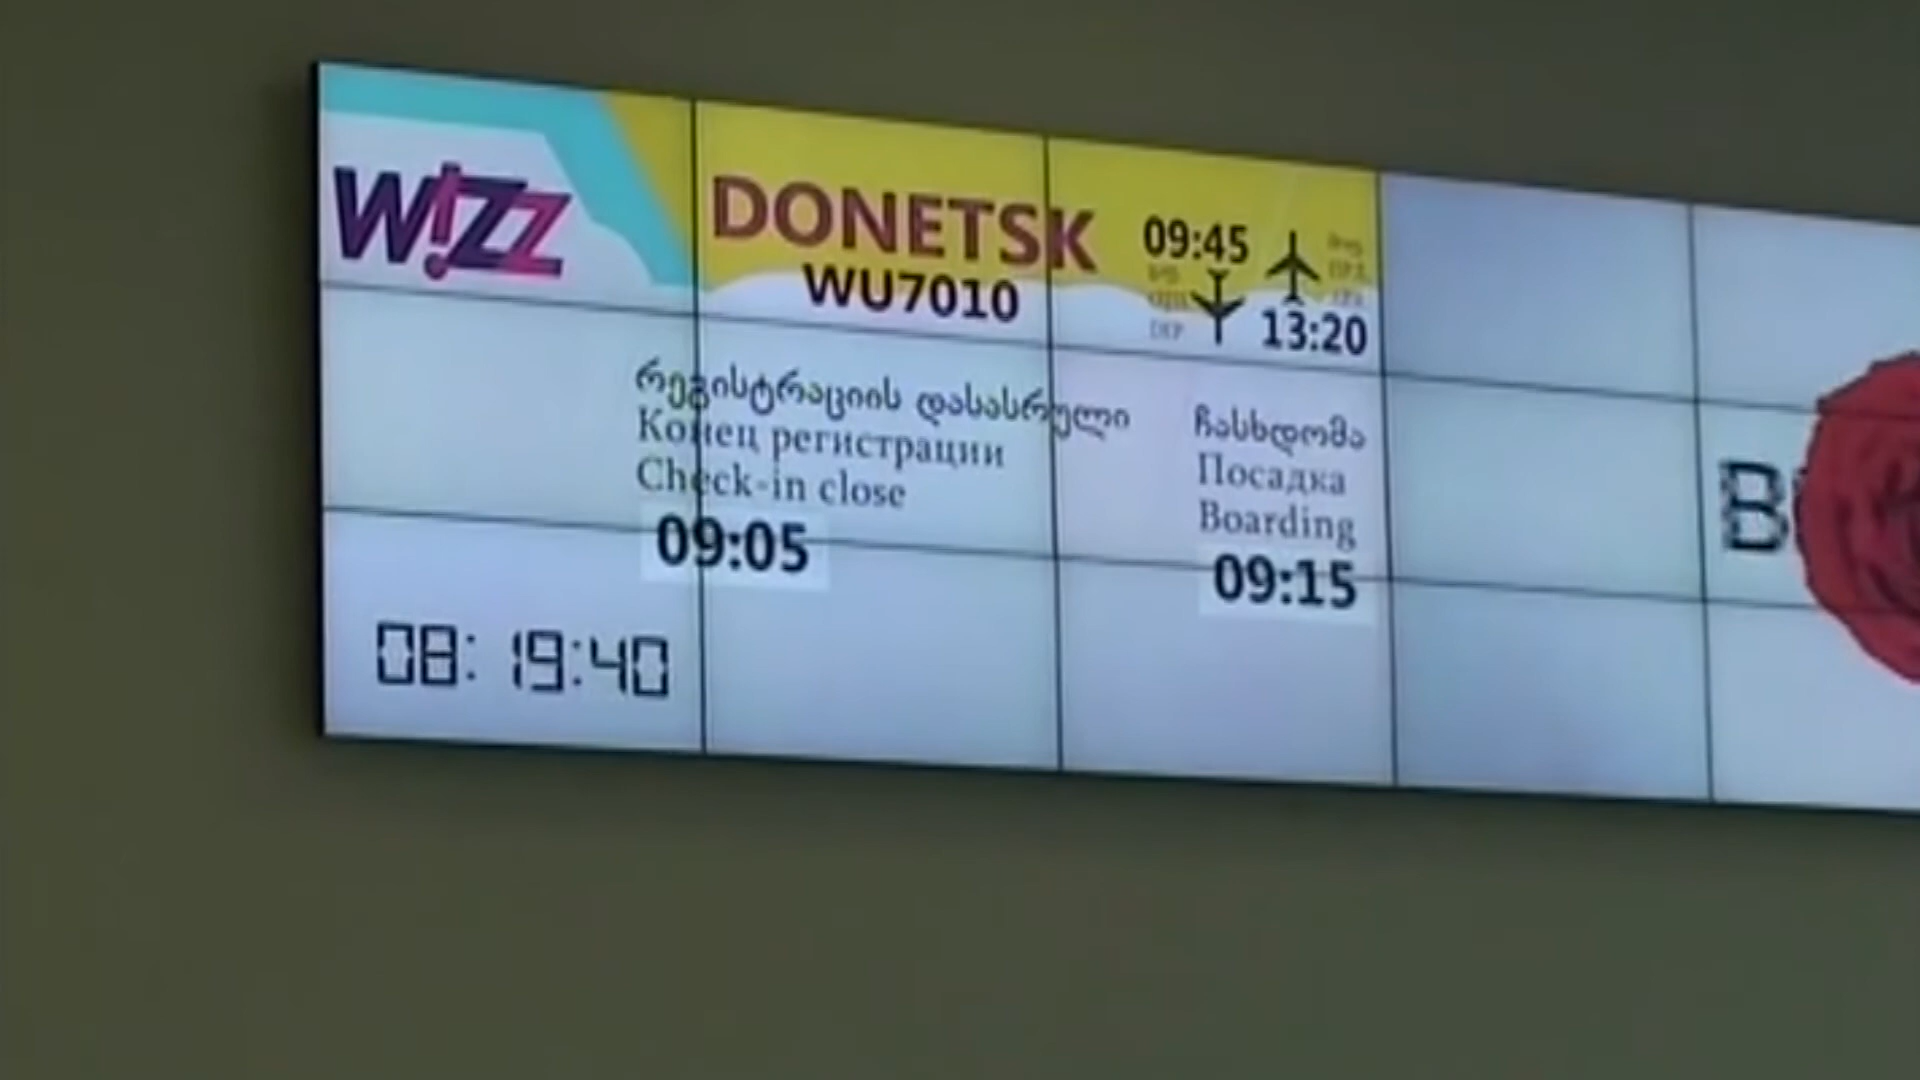 WIZZ
DONETSK
WU7010
09:45
13:20
რეგისტრაციის დასასრული
Конец регистрации
Check-in close
09:05
ჩასხდომა
Посадка
Boarding
09:15
08:19:40